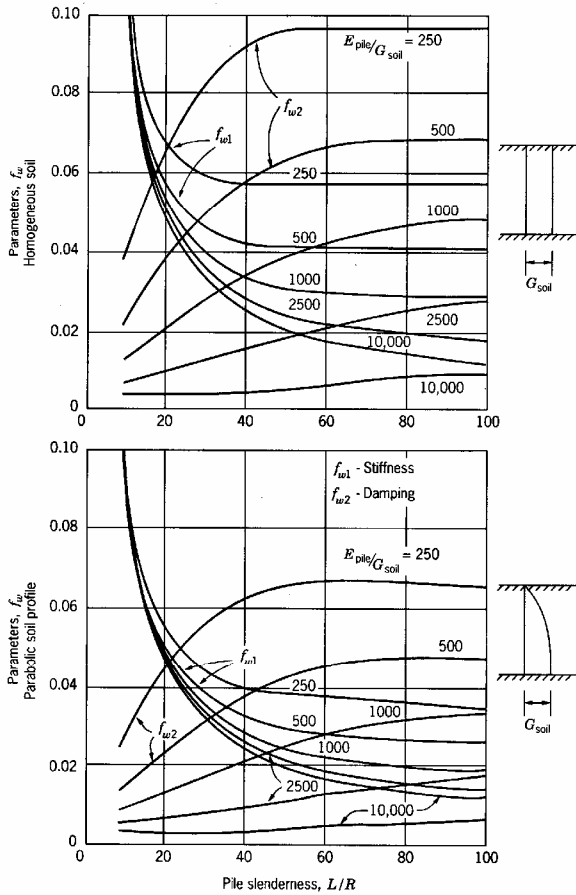 0.10
0.08
0.06
0.04
0.02
0
Parameters, f_w
Homogeneous soil
E_pile/G_soil = 250
f_w1
f_w2
500
250
1000
500
1000
2500
2500
10,000
10,000
0 20 40 60 80 100
G_soil
0.10
0.08
0.06
0.04
0.02
0
Parameters, f_w
Parabolic soil profile
f_w1 - Stiffness
f_w2 - Damping
E_pile/G_soil = 250
f_w1
500
250
500
1000
f_w2
1000
2500
10,000
0 20 40 60 80 100
Pile slenderness, L/R
G_soil